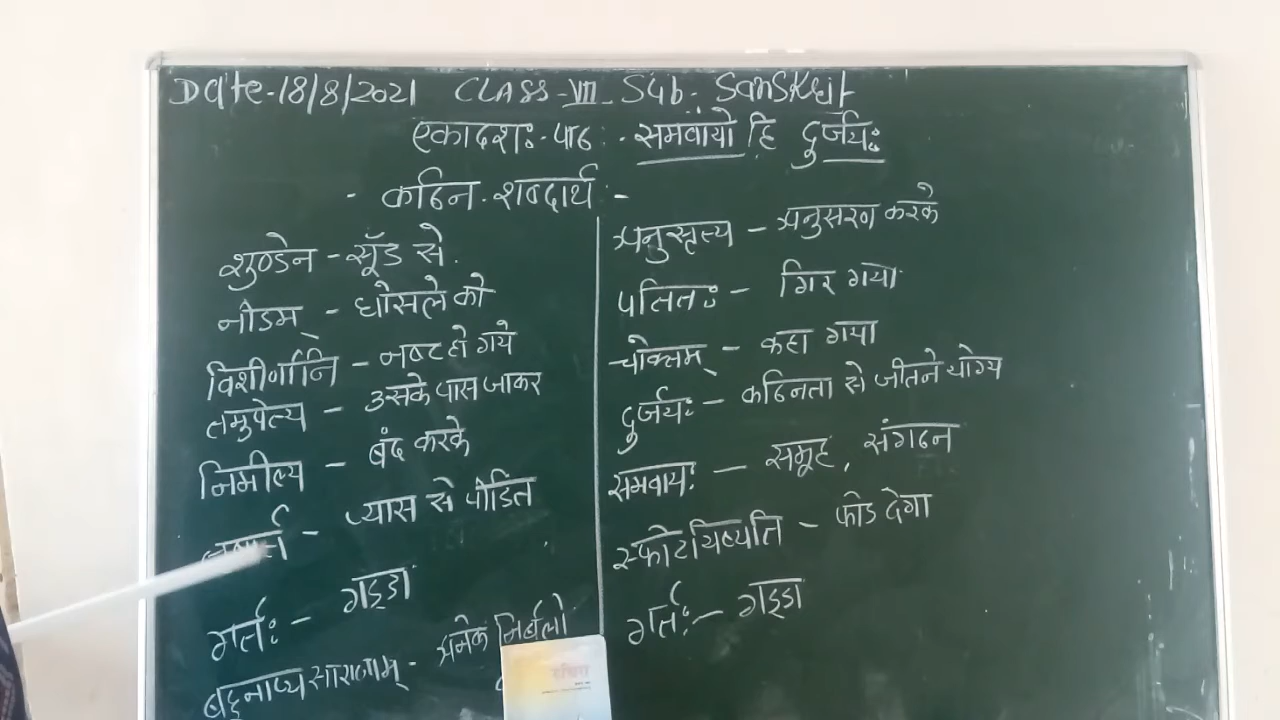 Date-18/8/2021 CLASS-VIII Sub- Sanskrit
एकादशः-पाठः- समवायो हि दुर्जयः
- कठिन-शब्दार्थ :-
शुण्डेन - सूँड से.
नीडम् - घोसले को
विशीर्णानि - नष्ट हो गये
तमुपेत्य - उसके पास जाकर
निमील्य - बंद करके
- प्यास से पीडित
गर्तः - गड्डा
बहूनाप्यसाराणाम् - अनेक निर्बलो
अनुसृत्य - अनुसरण करके
पतितः - गिर गया
चोक्तम् - कहा गया
दुर्जयः - कठिनता से जीतने योग्य
समवायः - समूह, संगठन
स्फोटयिष्यति - फोड देगा
गर्तः - गड्डा